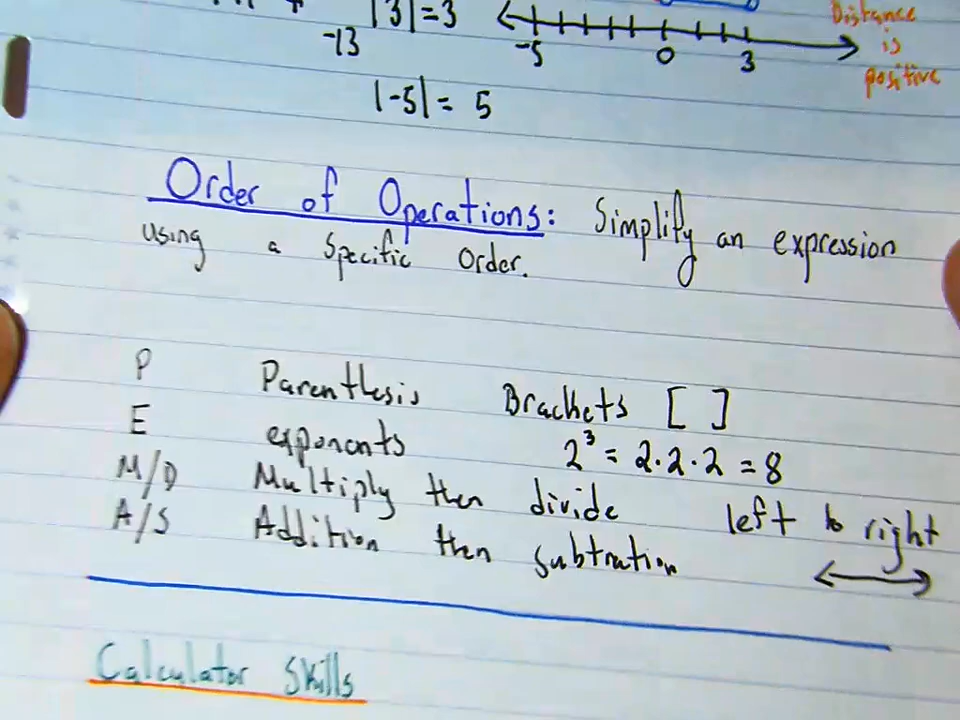 |3| = 3
-13
-5 0 3
Distance
is
positive
|-5| = 5
Order of Operations: Simplify an expression
using a specific order.
P Parenthesis Brackets [ ]
E exponents 2³ = 2·2·2 = 8
M/D Multiply then divide left to right
A/S Addition then subtration
Calculator Skills